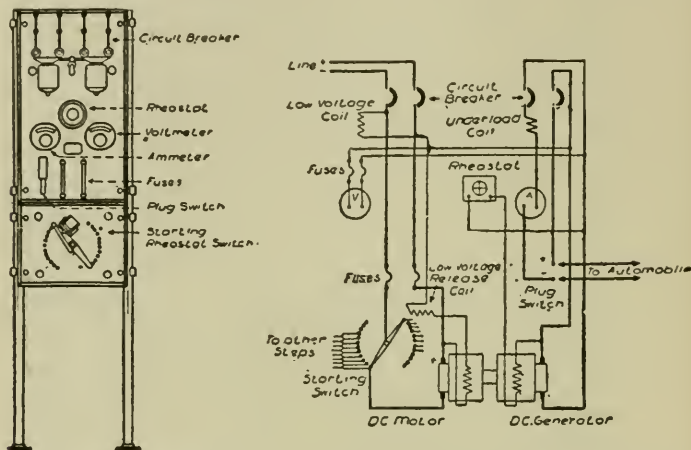 Circuit Breaker
Rheostat
Voltmeter
Ammeter
Fuses
Plug Switch
Starting
Rheostat Switch.
Line
+
-
Low Voltage
Coil
Circuit
Breaker
Underload
Coil
Fuses
V
Rheostat
A
Fuses
Low Voltage
Release
Coil
+
-
To Automobile
Plug
Switch
To other
Steps
Starting
Switch
+
DC Motor
DC. Generator